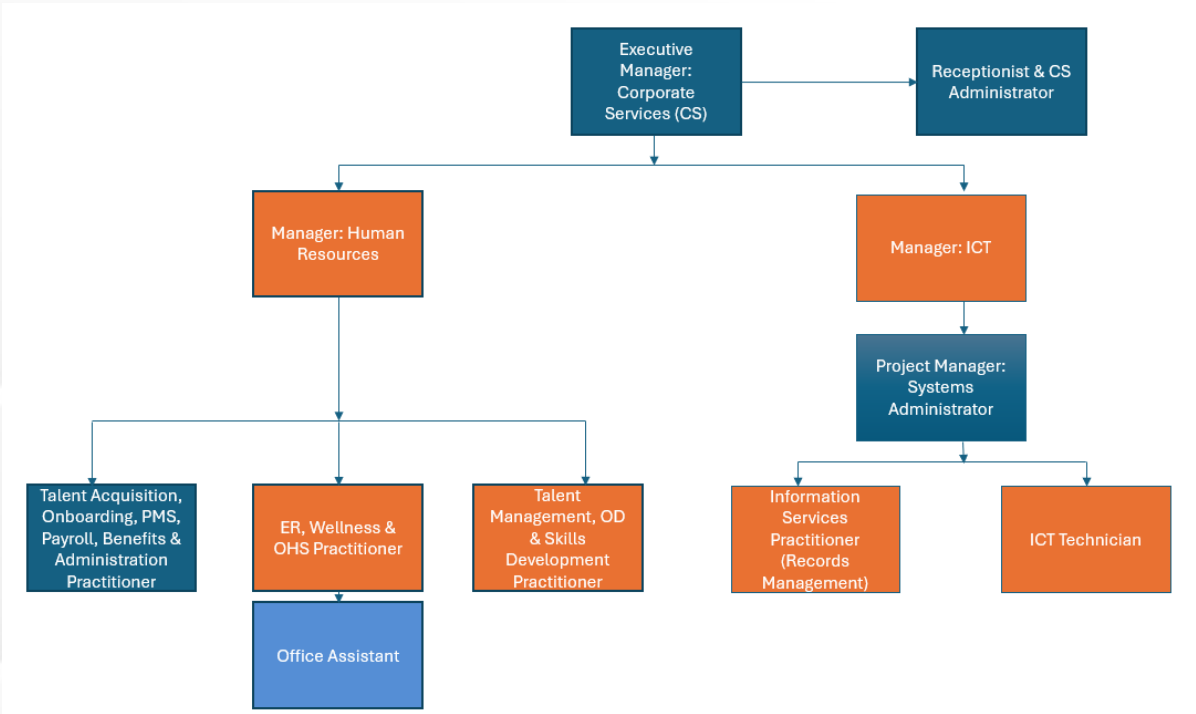 Executive
Manager:
Corporate
Services (CS)
Receptionist & CS
Administrator
Manager: Human
Resources
Manager: ICT
Project Manager:
Systems
Administrator
Talent Acquisition,
Onboarding, PMS,
Payroll, Benefits &
Administration
Practitioner
ER, Wellness &
OHS Practitioner
Talent
Management, OD
& Skills
Development
Practitioner
Information
Services
Practitioner
(Records
Management)
ICT Technician
Office Assistant